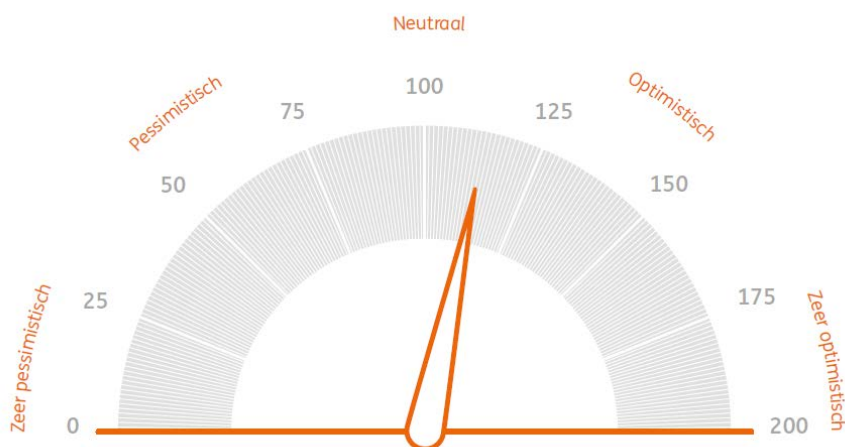 Neutraal
100
Pessimistisch
75
125
Optimistisch
50
150
Zeer pessimistisch
25
175
Zeer optimistisch
0
200